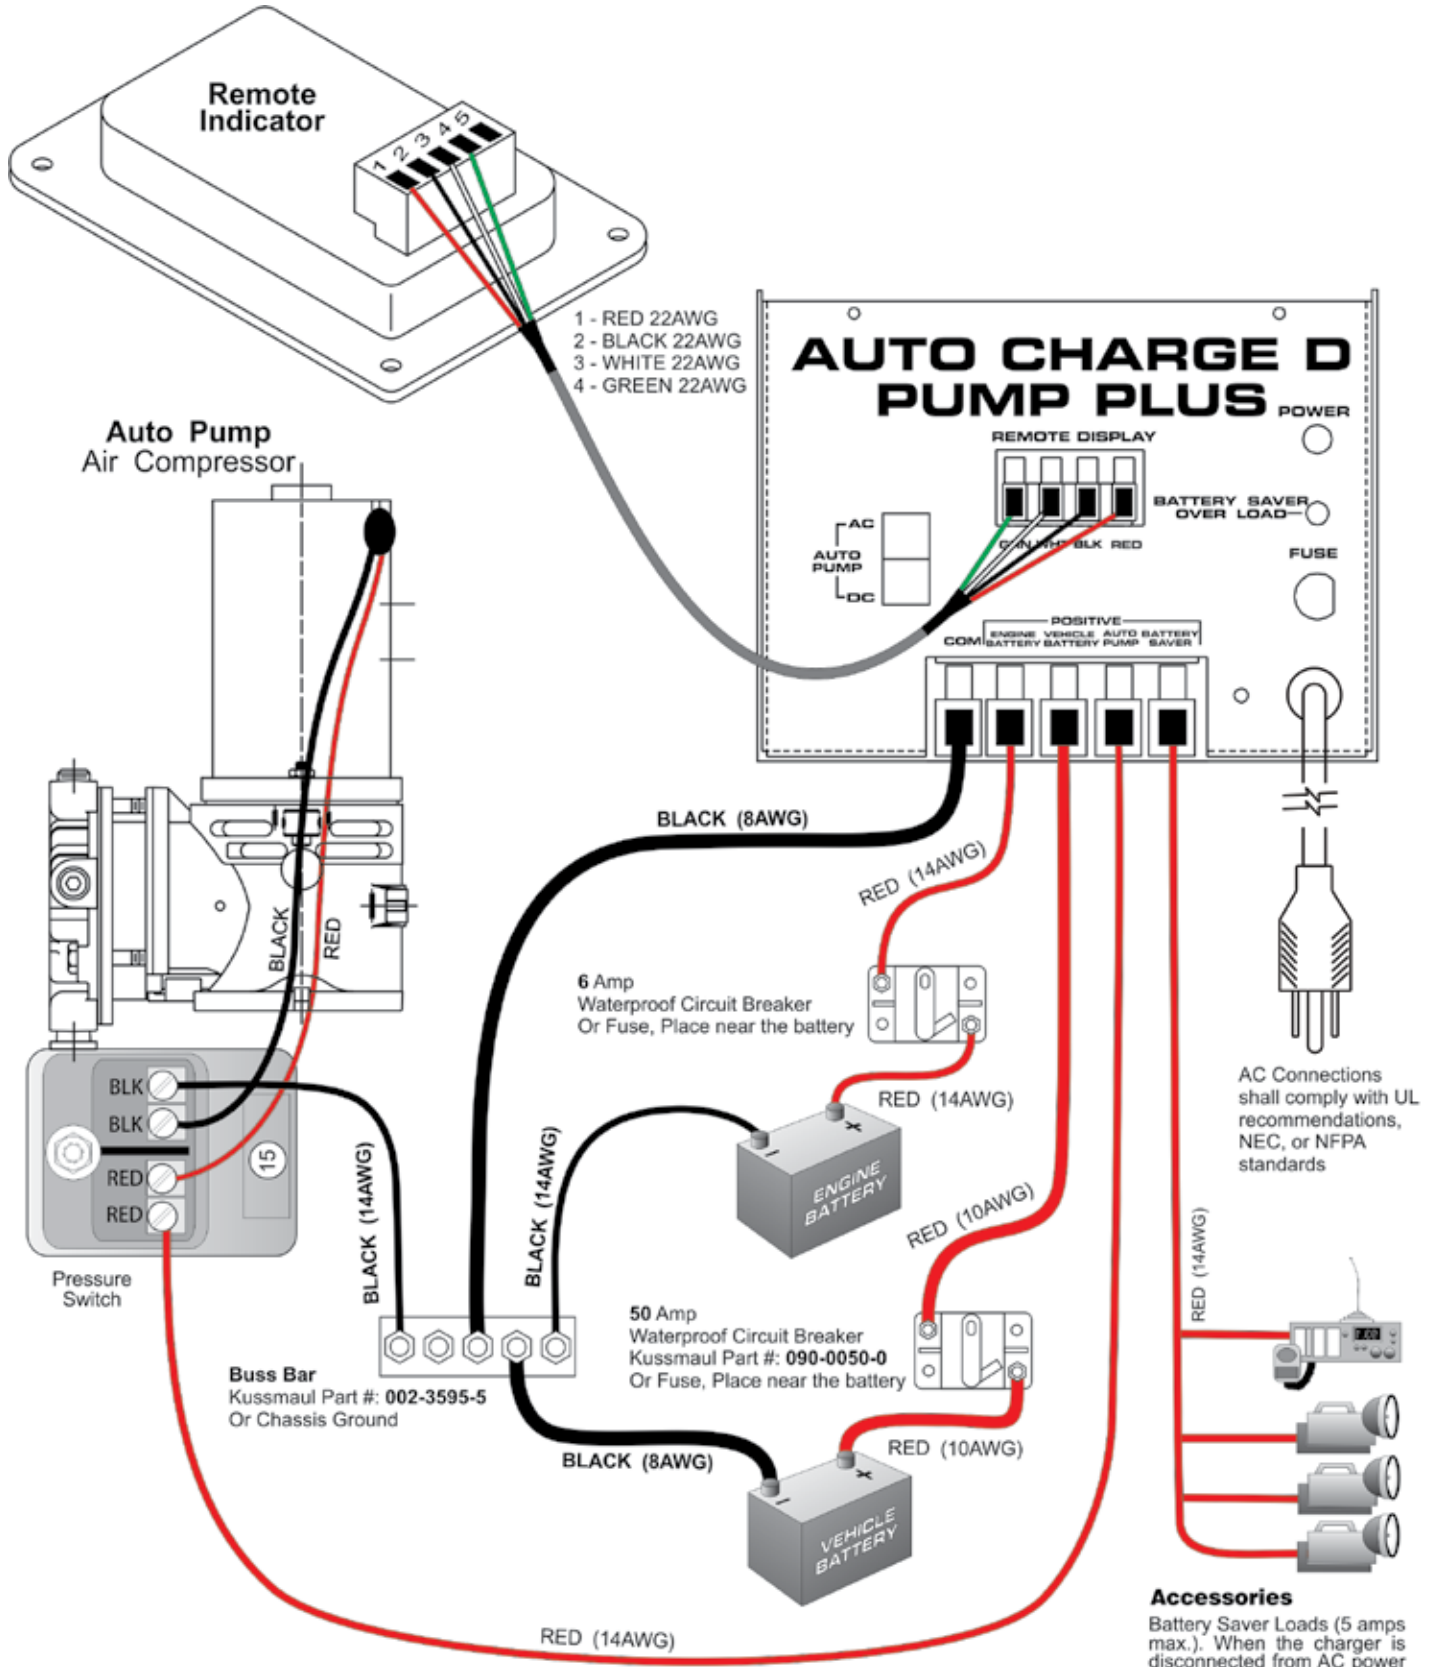 Remote
Indicator
1 2 3 4 5
1 - RED 22AWG
2 - BLACK 22AWG
3 - WHITE 22AWG
4 - GREEN 22AWG
AUTO CHARGE D
PUMP PLUS
POWER
REMOTE DISPLAY
BATTERY SAVER
OVER LOAD
FUSE
AC
AUTO
PUMP
DC
GRN WHT BLK RED
POSITIVE
COM
ENGINE
BATTERY
VEHICLE
BATTERY
AUTO
PUMP
BATTERY
SAVER
Auto Pump
Air Compressor
BLACK
RED
BLACK (8AWG)
RED (14AWG)
6 Amp
Waterproof Circuit Breaker
Or Fuse, Place near the battery
RED (14AWG)
AC Connections
shall comply with UL
recommendations,
NEC, or NFPA
standards
BLK
BLK
RED
RED
15
Pressure
Switch
BLACK (14AWG)
BLACK (14AWG)
ENGINE
BATTERY
RED (10AWG)
RED (14AWG)
50 Amp
Waterproof Circuit Breaker
Kussmaul Part #: 090-0050-0
Or Fuse, Place near the battery
Buss Bar
Kussmaul Part #: 002-3595-5
Or Chassis Ground
BLACK (8AWG)
RED (10AWG)
VEHICLE
BATTERY
RED (14AWG)
Accessories
Battery Saver Loads (5 amps
max.). When the charger is
disconnected from AC power